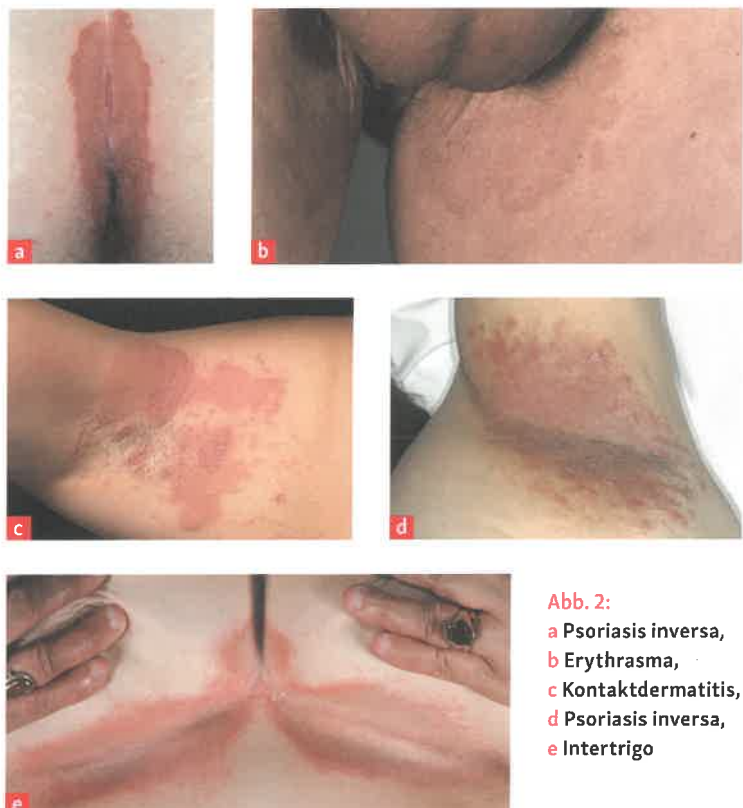 a
b
c
d
e
Abb. 2:
a Psoriasis inversa,
b Erythrasma,
c Kontaktdermatitis,
d Psoriasis inversa,
e Intertrigo